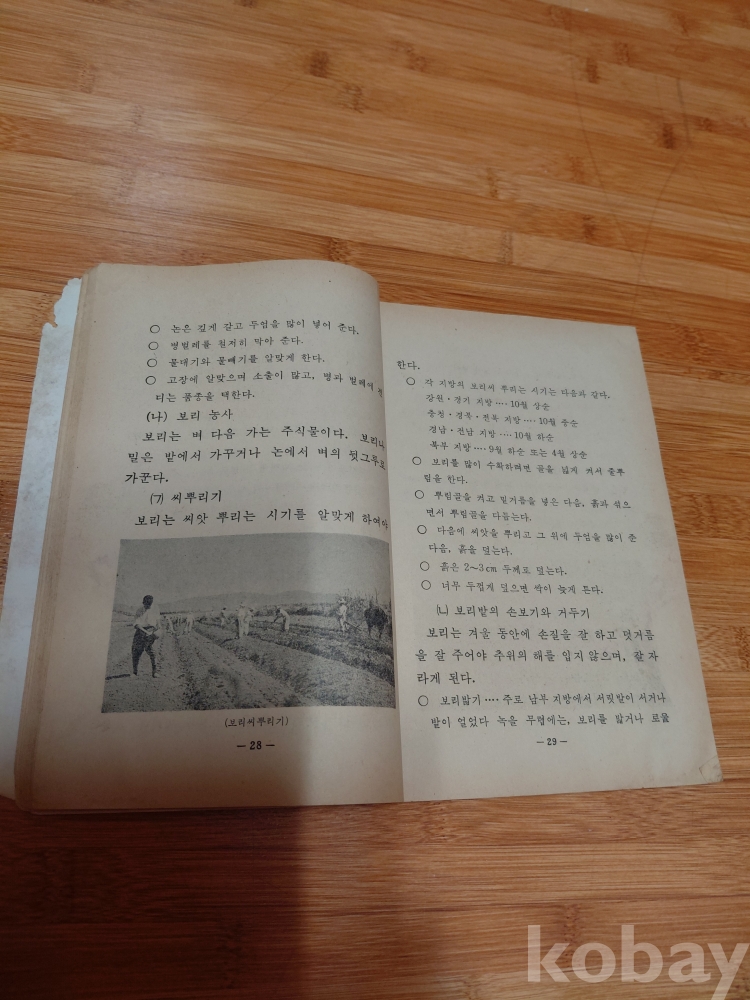 ○ 논은 깊게 갈고 두엄을 많이 넣어 준다.
○ 병벌레를 철저히 막아 준다.
○ 물대기와 물빼기를 알맞게 한다.
○ 고장에 알맞으며 소출이 많고, 병과 벌레에 견
디는 품종을 택한다.
(나) 보리 농사
보리는 벼 다음 가는 주식물이다. 보리나
밀은 밭에서 가꾸거나 논에서 벼의 뒷그루로
가꾼다.
(ㄱ) 씨뿌리기
보리는 씨앗 뿌리는 시기를 알맞게 하여야
(보리씨뿌리기)
— 28 —
한다.
○ 각 지방의 보리씨 뿌리는 시기는 다음과 같다.
강원·경기 지방 …. 10월 상순
충청·경북·전북 지방 …. 10월 중순
경남·전남 지방 …. 10월 하순
북부 지방 …. 9월 하순 또는 4월 상순
○ 보리를 많이 수확하려면 골을 넓게 켜서 줄뿌
림을 한다.
○ 뿌림골을 켜고 밑거름을 넣은 다음, 흙과 섞으
면서 뿌림골을 다듬는다.
○ 다음에 씨앗을 뿌리고 그 위에 두엄을 많이 준
다음, 흙을 덮는다.
○ 흙은 2~3cm 두께로 덮는다.
○ 너무 두껍게 덮으면 싹이 늦게 튼다.
(ㄴ) 보리밭의 손보기와 거두기
보리는 겨울 동안에 손질을 잘 하고 덧거름
을 잘 주어야 추위의 해를 입지 않으며, 잘 자
라게 된다.
○ 보리밟기 …. 주로 남부 지방에서 서릿발이 서거나
밭이 얼었다 녹을 무렵에는, 보리를 밟거나 로울
— 29 —
kobay